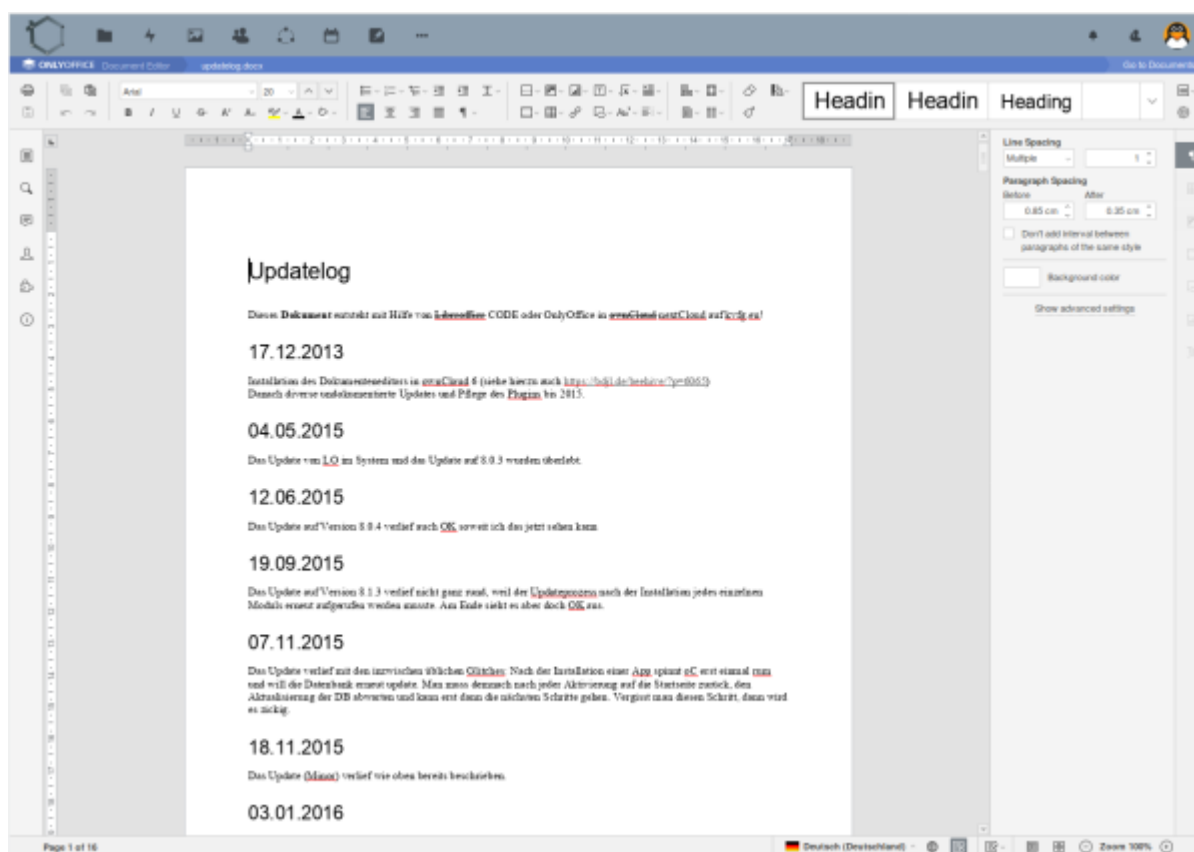 ONLYOFFICE Document Editor
updatelog.docx
Go to Documents
Arial
20
Headin
Headin
Heading
Line Spacing
Multiple
1
Paragraph Spacing
Before
After
0.85 cm
0.35 cm
Don't add interval between
paragraphs of the same style
Background color
Show advanced settings
Updatelog
Dieses Dokument entsteht mit Hilfe von Libreoffice CODE oder OnlyOffice in ownCloud nextCloud auf kvfg.eu!
17.12.2013
Installation des Dokumenteneditors in ownCloud 6 (siehe hierzu auch https://bdjl.de/beehive/?p=6065)
Danach diverse undokumentierte Updates und Pflege des Plugins bis 2015.
04.05.2015
Das Update von LO im System und das Update auf 8.0.3 wurden überlebt.
12.06.2015
Das Update auf Version 8.0.4 verlief auch OK soweit ich das jetzt sehen kann.
19.09.2015
Das Update auf Version 8.1.3 verlief nicht ganz rund, weil der Updateprozess nach der Installation jedes einzelnen
Moduls erneut aufgerufen werden musste. Am Ende sieht es aber doch OK aus.
07.11.2015
Das Update verlief mit den inzwischen üblichen Glitches: Nach der Installation einer App spinnt oC erst einmal rum
und will die Datenbank erneut update. Man muss demnach nach jeder Aktivierung auf die Startseite zurück, den
Aktualisierung der DB abwarten und kann erst dann die nächsten Schritte gehen. Vergisst man diesen Schritt, dann wird
es zickig.
18.11.2015
Das Update (Minor) verlief wie oben bereits beschrieben.
03.01.2016
Page 1 of 16
Deutsch (Deutschland)
Zoom 100%